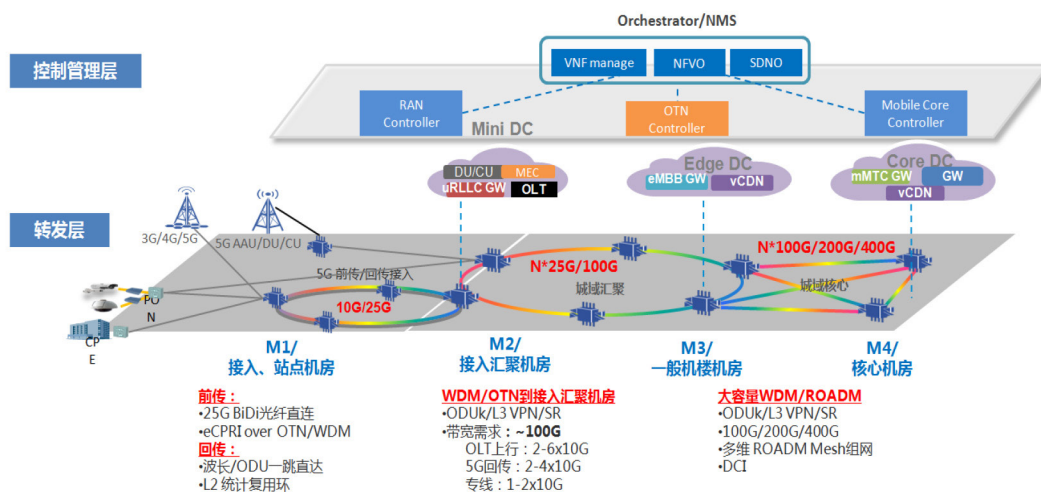 Orchestrator/NMS
控制管理层
VNF manage
NFVO
SDNO
RAN
Controller
OTN
Controller
Mobile Core
Controller
Mini DC
DU/CU
MEC
uRLLC GW
OLT
Edge DC
eMBB GW
vCDN
Core DC
mMTC GW
GW
vCDN
转发层
3G/4G/5G
5G AAU/DU/CU
5G 前传/回传接入
10G/25G
N*25G/100G
城域汇聚
N*100G/200G/400G
城域核心
PO
N
CP
E
M1/
接入、站点机房
M2/
接入汇聚机房
M3/
一般机楼机房
M4/
核心机房
前传：
•25G BiDi光纤直连
•eCPRI over OTN/WDM
回传：
•波长/ODU一跳直达
•L2 统计复用环
WDM/OTN到接入汇聚机房
•ODUk/L3 VPN/SR
•带宽需求：~100G
OLT上行：2-6x10G
5G回传：2-4x10G
专线：1-2x10G
大容量WDM/ROADM
•ODUk/L3 VPN/SR
•100G/200G/400G
•多维 ROADM Mesh组网
•DCI